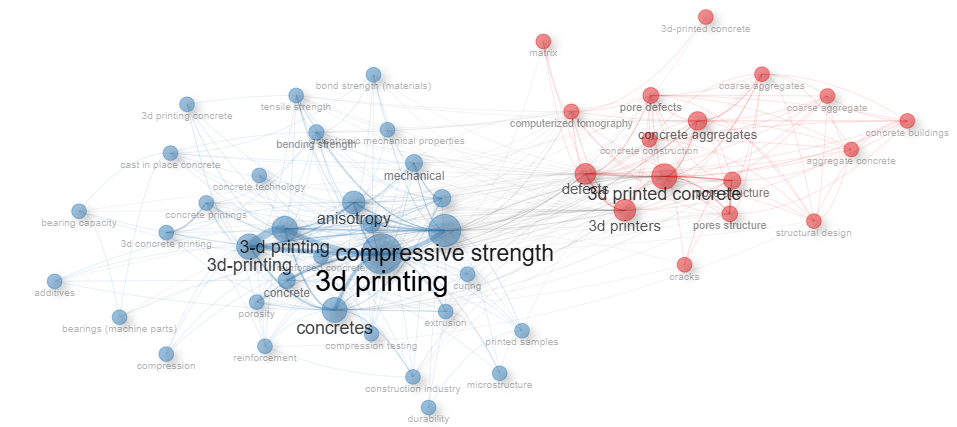 3d-printed concrete
matrix
bond strength (materials)
coarse aggregates
tensile strength
3d printing concrete
pore defects
coarse aggregate
computerized tomography
concrete aggregates
concrete buildings
bending strength
mechanical properties
concrete construction
cast in place concrete
aggregate concrete
mechanical
concrete technology
defects
3d printed concrete
structure
concrete printings
anisotropy
bearing capacity
3d printers
pores structure
structural design
3d concrete printing
3-d printing
compressive strength
3d-printing
cracks
3d printing
curing
additives
concrete
porosity
extrusion
concretes
bearings (machine parts)
compression testing
printed samples
reinforcement
compression
construction industry
microstructure
durability